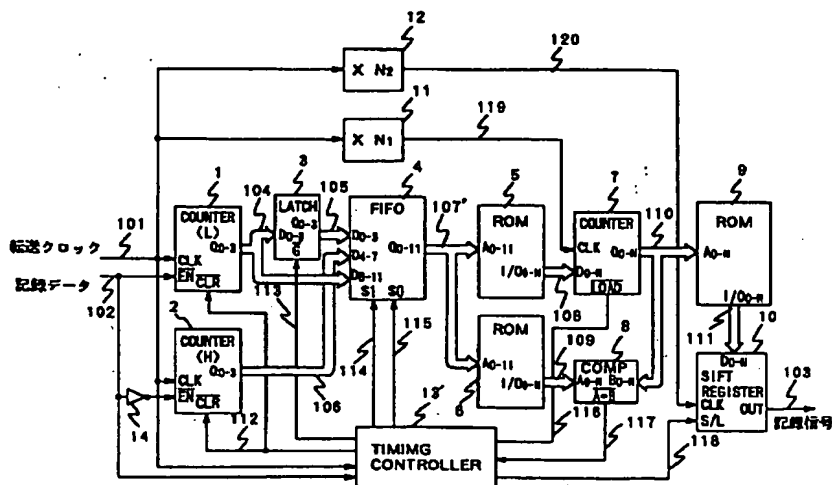 12
120
X N2
11
119
X N1
1
104
3
105
4
107
5
7
110
9
COUNTER
(L)
Q0-3
CLK
EN
CLR
LATCH
Q0-3
D0-3
G
FIFO
D0-3
Q0-11
D4-7
D8-11
SI
SO
ROM
A0-11
I/O0-N
COUNTER
CLK
Q0-N
D0-N
LOAD
ROM
A0-N
I/O0-N
転送クロック
101
記録データ
102
113
114
115
108
111
10
2
COUNTER
(H)
Q0-3
CLK
EN
CLR
14
112
106
ROM
A0-11
I/O0-N
6
109
8
COMP
A0-N B0-N
A=B
116
117
D0-N
SIFT
REGISTER
CLK OUT
S/L
103
記録信号
118
13
TIMIMG
CONTROLLER